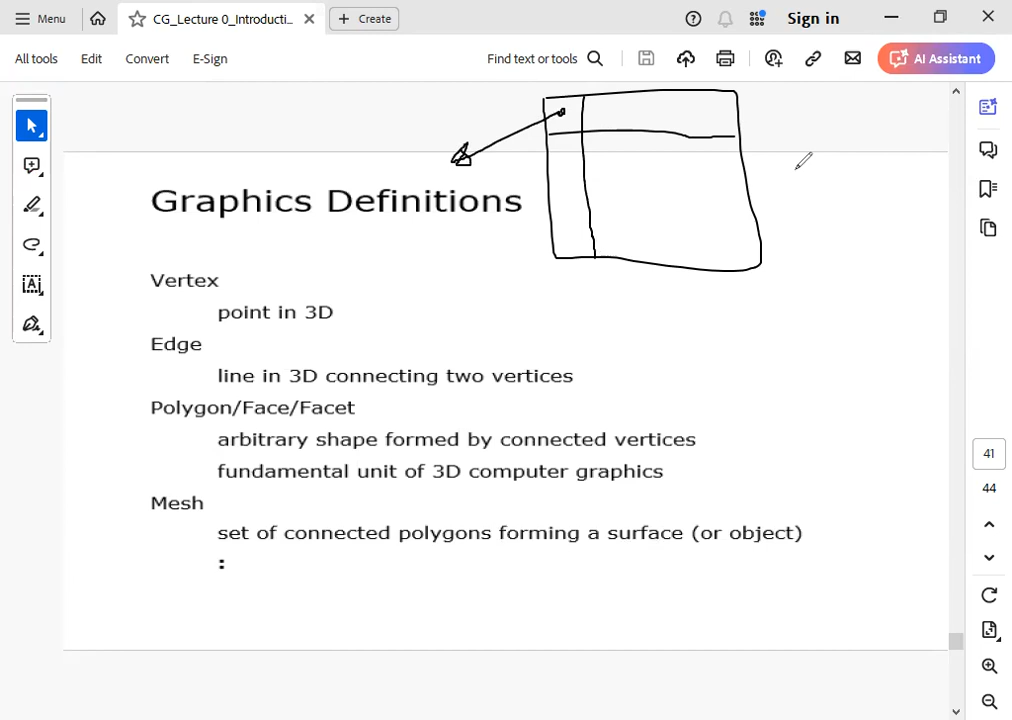 Menu
CG_Lecture 0_Introducti...
Create
Sign in
All tools
Edit
Convert
E-Sign
Find text or tools
AI Assistant
Graphics Definitions
Vertex
point in 3D
Edge
line in 3D connecting two vertices
Polygon/Face/Facet
arbitrary shape formed by connected vertices
fundamental unit of 3D computer graphics
Mesh
set of connected polygons forming a surface (or object)
:
41
44